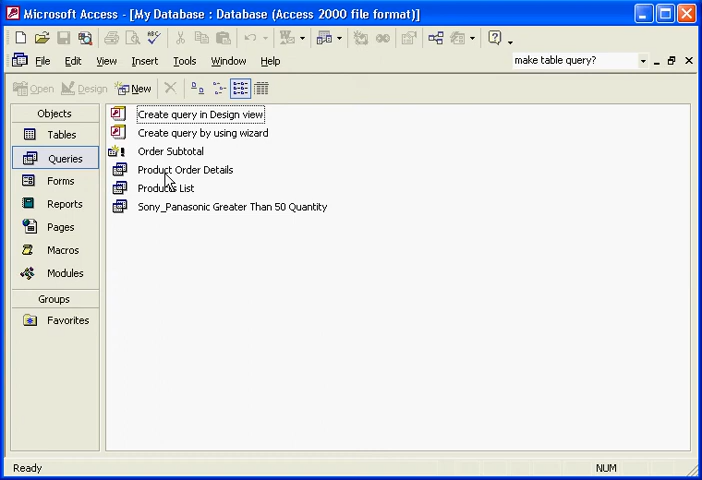 Microsoft Access - [My Database : Database (Access 2000 file format)]
File Edit View Insert Tools Window Help make table query?
Open Design New
Objects
Tables
Queries
Forms
Reports
Pages
Macros
Modules
Groups
Favorites
Create query in Design view
Create query by using wizard
Order Subtotal
Product Order Details
Products List
Sony_Panasonic Greater Than 50 Quantity
Ready NUM